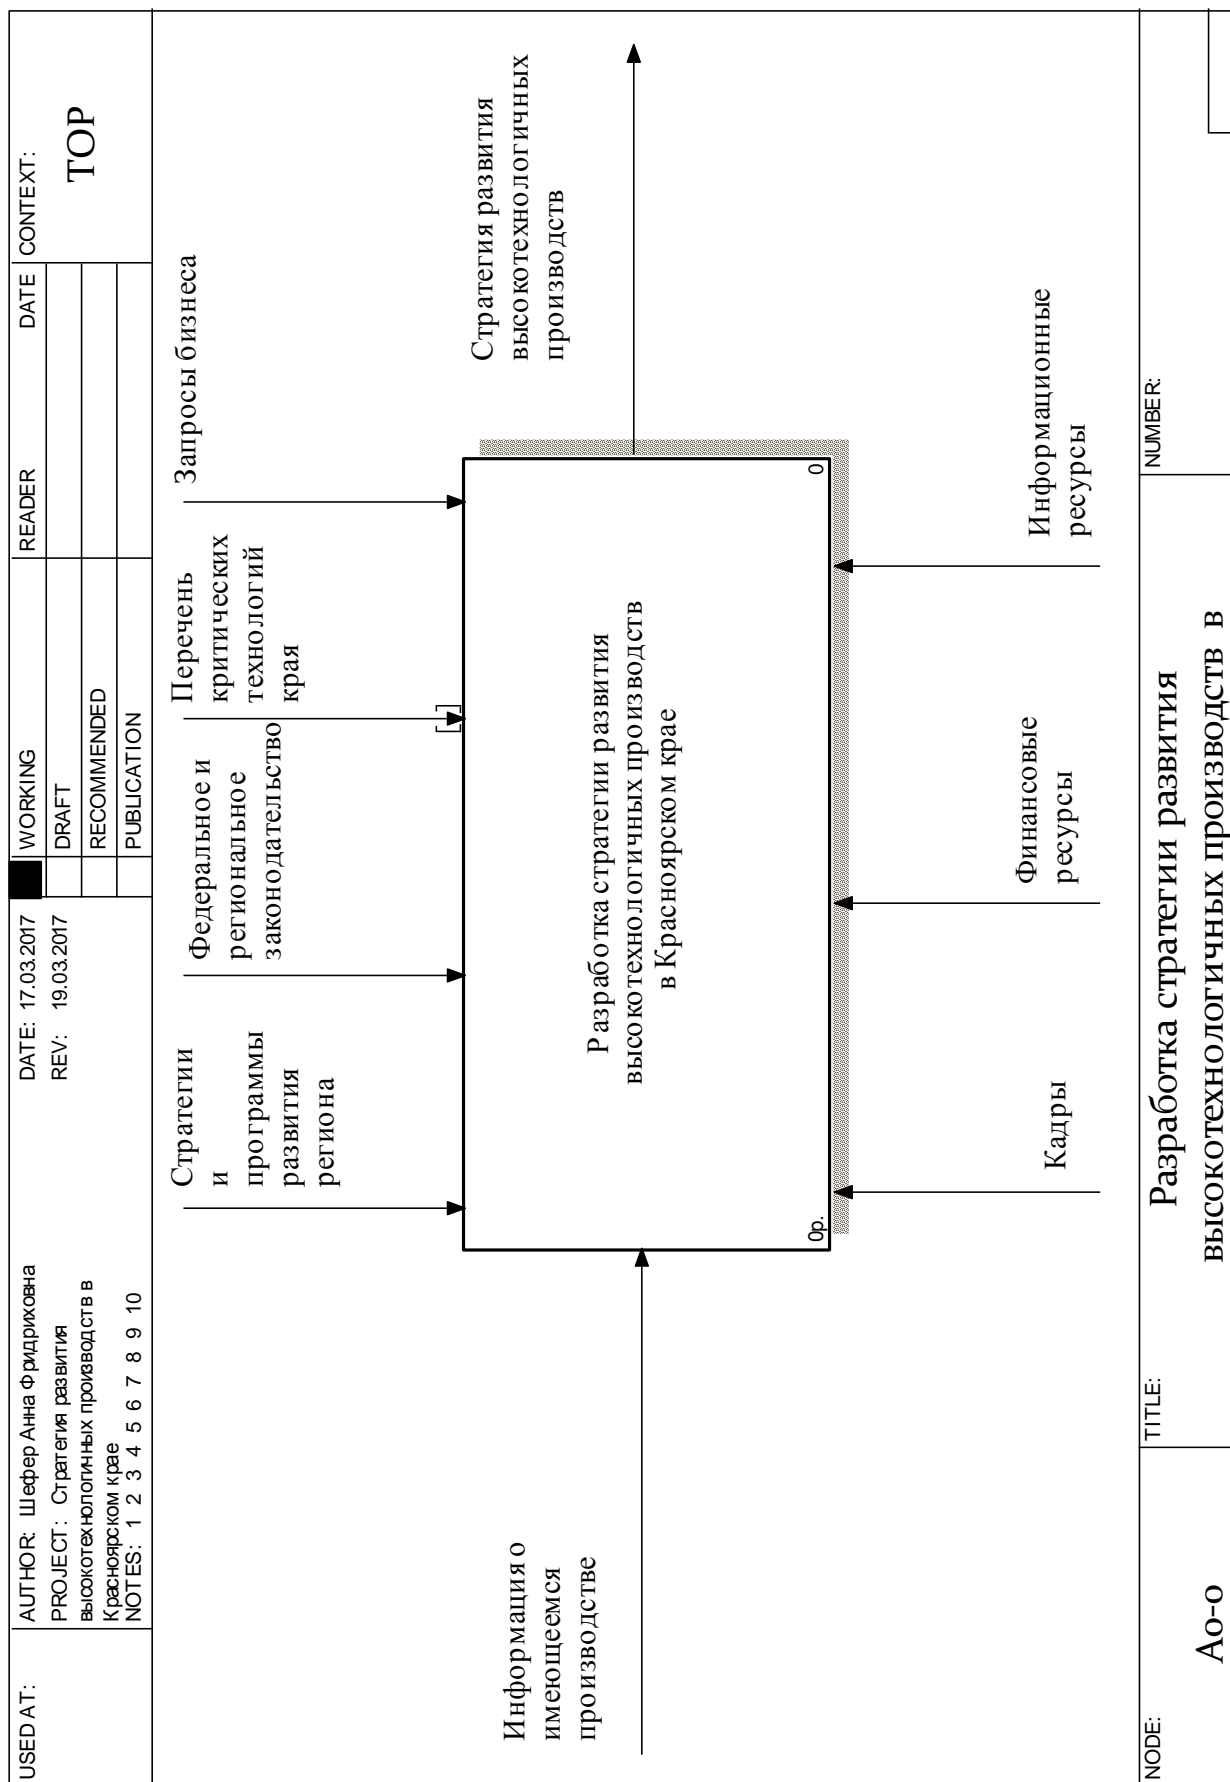 USED AT:
AUTHOR: Шефер Анна Фридриховна
PROJECT: Стратегия развития
высокотехнологичных производств в
Красноярском крае
NOTES: 1 2 3 4 5 6 7 8 9 10
DATE: 17.03.2017
REV: 19.03.2017
WORKING
DRAFT
RECOMMENDED
PUBLICATION
READER
DATE
CONTEXT:
TOP
Стратегии
и
программы
развития
региона
Федеральное и
региональное
законодательство
Перечень
критических
технологий
края
Запросы бизнеса
Информация о
имеющемся
производстве
Разработка стратегии развития
высокотехнологичных производств
в Красноярском крае
0р.
0
Стратегия развития
высокотехнологичных
производств
Кадры
Финансовые
ресурсы
Информационные
ресурсы
NODE:
Ао-о
TITLE:
Разработка стратегии развития
высокотехнологичных производств в
NUMBER: